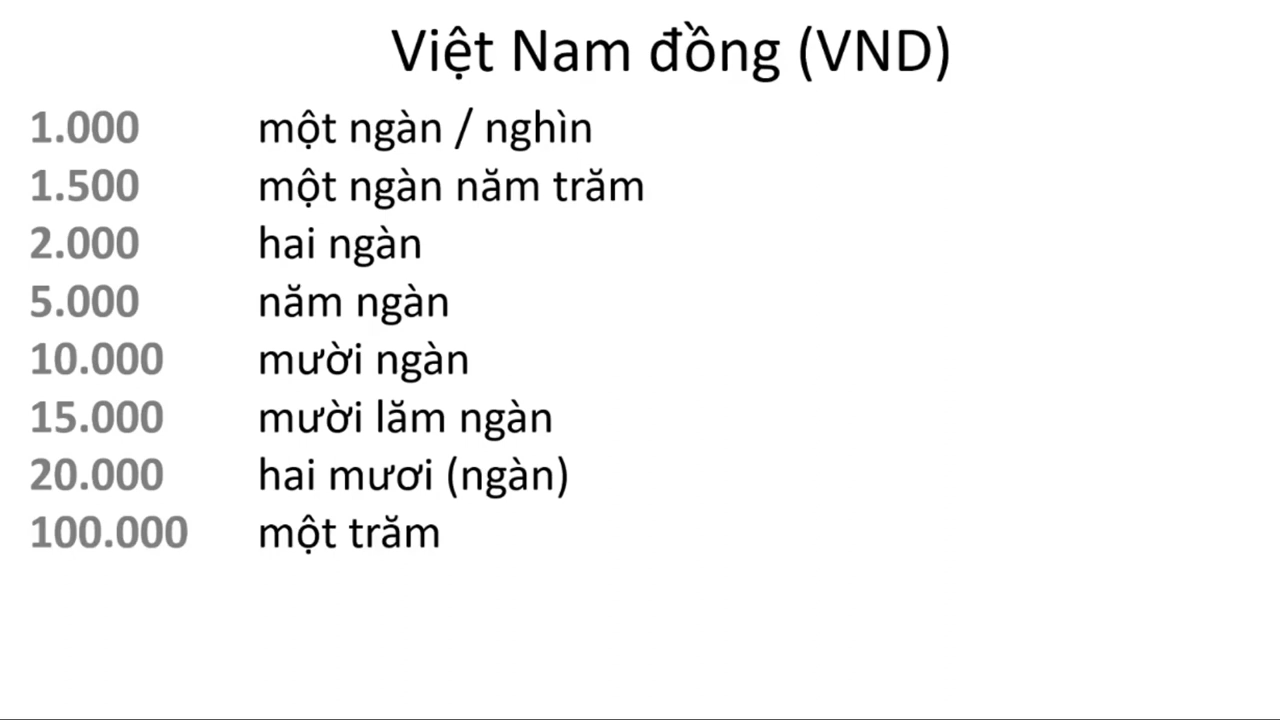 Việt Nam đồng (VND)
1.000 một ngàn / nghìn
1.500 một ngàn năm trăm
2.000 hai ngàn
5.000 năm ngàn
10.000 mười ngàn
15.000 mười lăm ngàn
20.000 hai mươi (ngàn)
100.000 một trăm